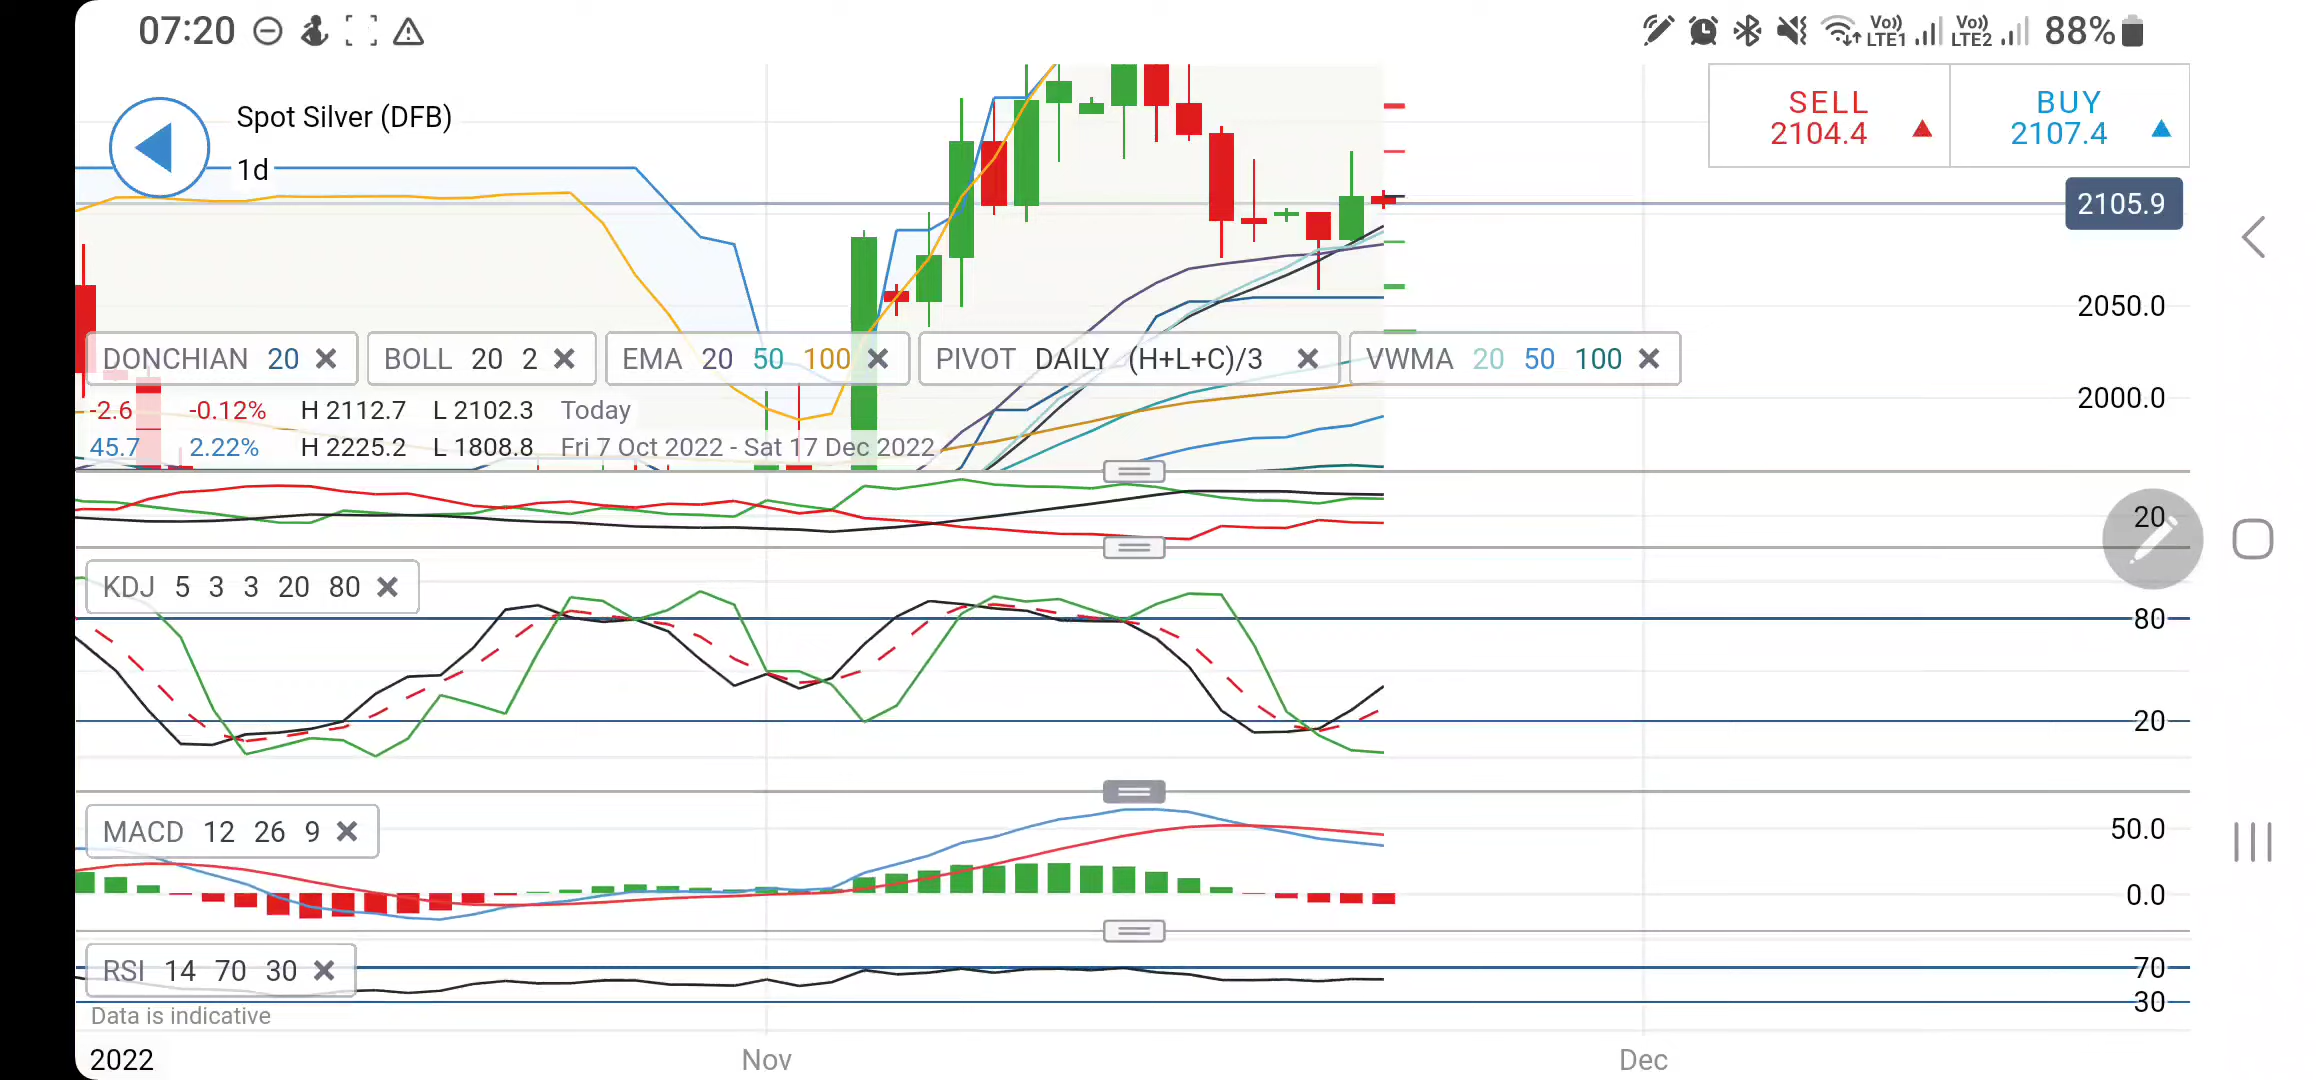 07:20
Vo)) LTE1 Vo)) LTE2 88%
Spot Silver (DFB)
1d
SELL
2104.4
BUY
2107.4
2105.9
2050.0
DONCHIAN 20
BOLL 20 2
EMA 20 50 100
PIVOT DAILY (H+L+C)/3
VWMA 20 50 100
2000.0
-2.6 -0.12% H 2112.7 L 2102.3 Today
45.7 2.22% H 2225.2 L 1808.8 Fri 7 Oct 2022 - Sat 17 Dec 2022
20
KDJ 5 3 3 20 80
80
20
MACD 12 26 9
50.0
0.0
RSI 14 70 30
70
30
Data is indicative
2022 Nov Dec